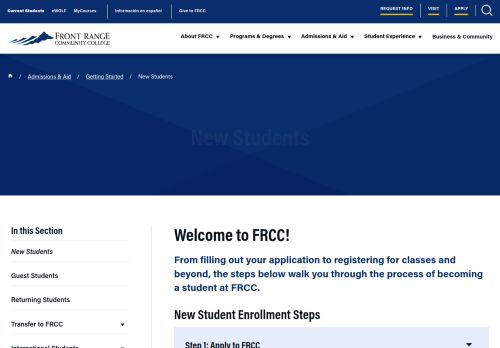 Current Students eWOLF MyCourses Información en español Give to FRCC REQUEST INFO VISIT APPLY
FRONT RANGE
COMMUNITY COLLEGE
About FRCC Programs & Degrees Admissions & Aid Student Experience Business & Community
/ Admissions & Aid / Getting Started / New Students
New Students
In this Section
New Students
Guest Students
Returning Students
Transfer to FRCC
International Students
Welcome to FRCC!
From filling out your application to registering for classes and
beyond, the steps below walk you through the process of becoming
a student at FRCC.
New Student Enrollment Steps
Step 1: Apply to FRCC